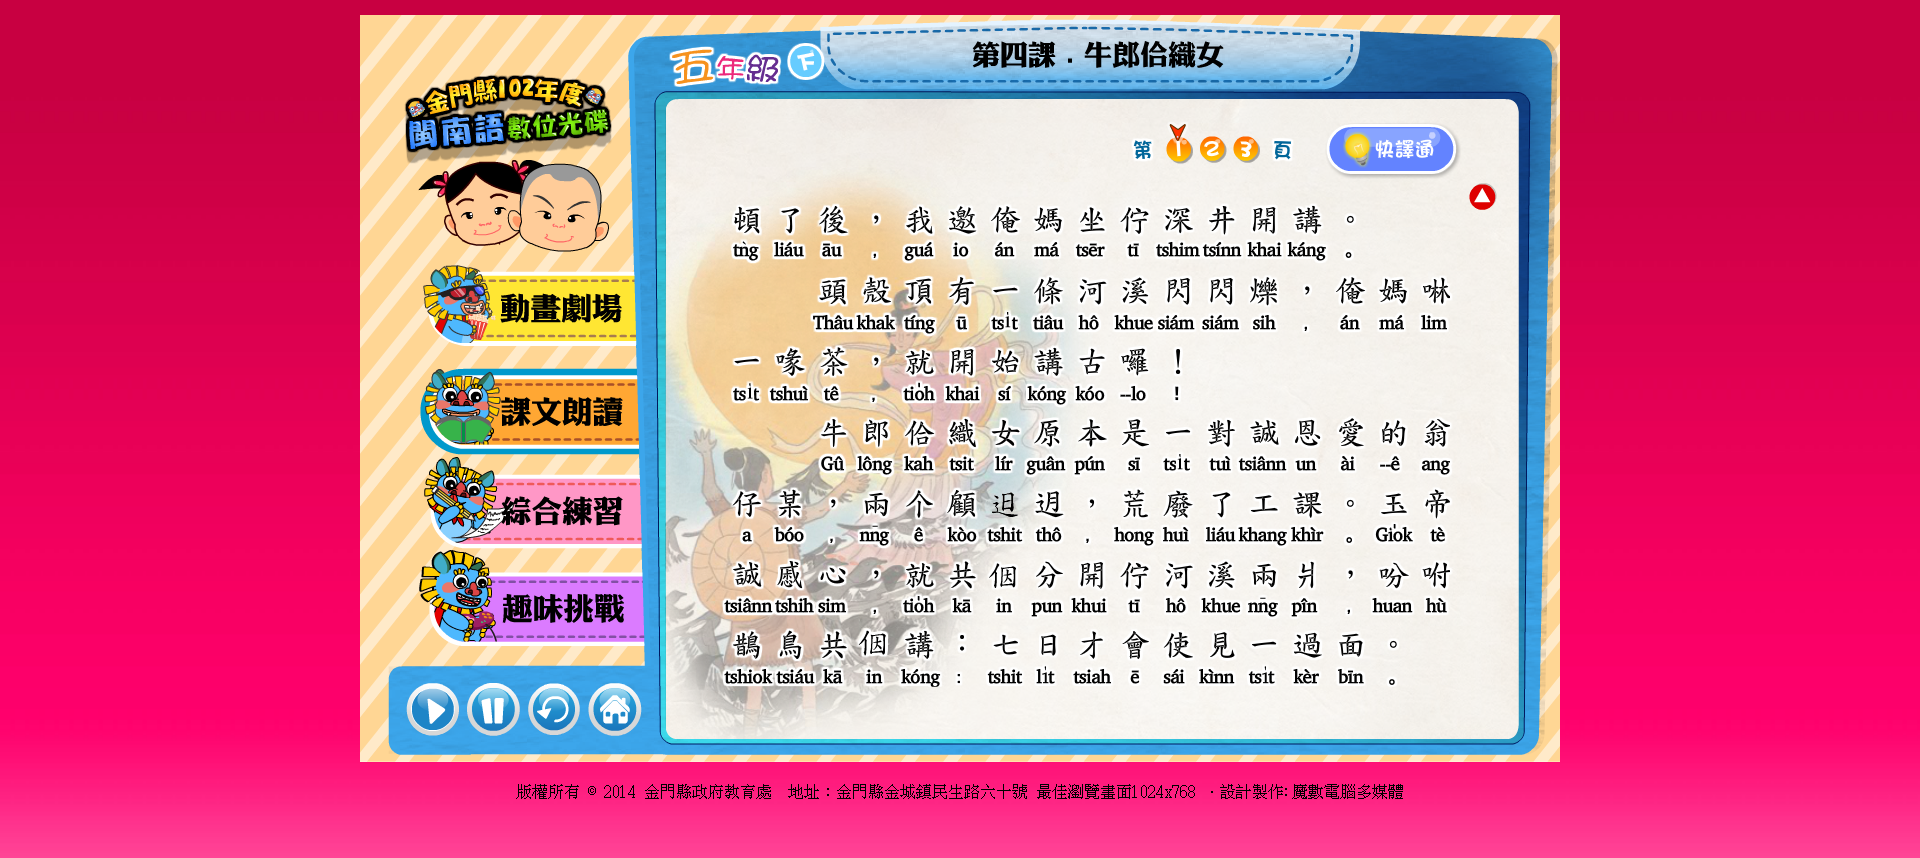 第四課．牛郎佮織女
五年級 下
金門縣102年度
閩南語數位光碟
第 1 2 3 頁
快譯通
頓了後，我邀俺媽坐佇深井開講。
tǹg liáu āu , guá io án má tsēr tī tshim tsínn khai káng 。
頭殼頂有一條河溪閃閃爍，俺媽啉
Thâu khak tíng ū tsi̍t tiâu hô khue siám siám sih , án má lim
一喙茶，就開始講古囉！
tsi̍t tshuì tê , tio̍h khai sí kóng kóo --lo !
牛郎佮織女原本是一對誠恩愛的翁
Gû lông kah tsit lír guân pún sī tsi̍t tuì tsiânn un ài --ê ang
仔某，兩个顧𨑨迌，荒廢了工課。玉帝
a bóo , nn̄g ê kòo tshit thô , hong huì liáu khang khìr 。 Gio̍k tè
誠慼心，就共𪜶分開佇河溪兩爿，吩咐
tsiânn tshih sim , tio̍h kā in pun khui tī hô khue nn̄g pîn , huan hù
鵲鳥共𪜶講：七日才會使見一過面。
tshiok tsiáu kā in kóng : tshit li̍t tsiah ē sái kìnn tsi̍t kèr bīn 。
動畫劇場
課文朗讀
綜合練習
趣味挑戰
版權所有 © 2014 金門縣政府教育處 地址：金門縣金城鎮民生路六十號 最佳瀏覽畫面1024x768 ‧設計製作:魔數電腦多媒體